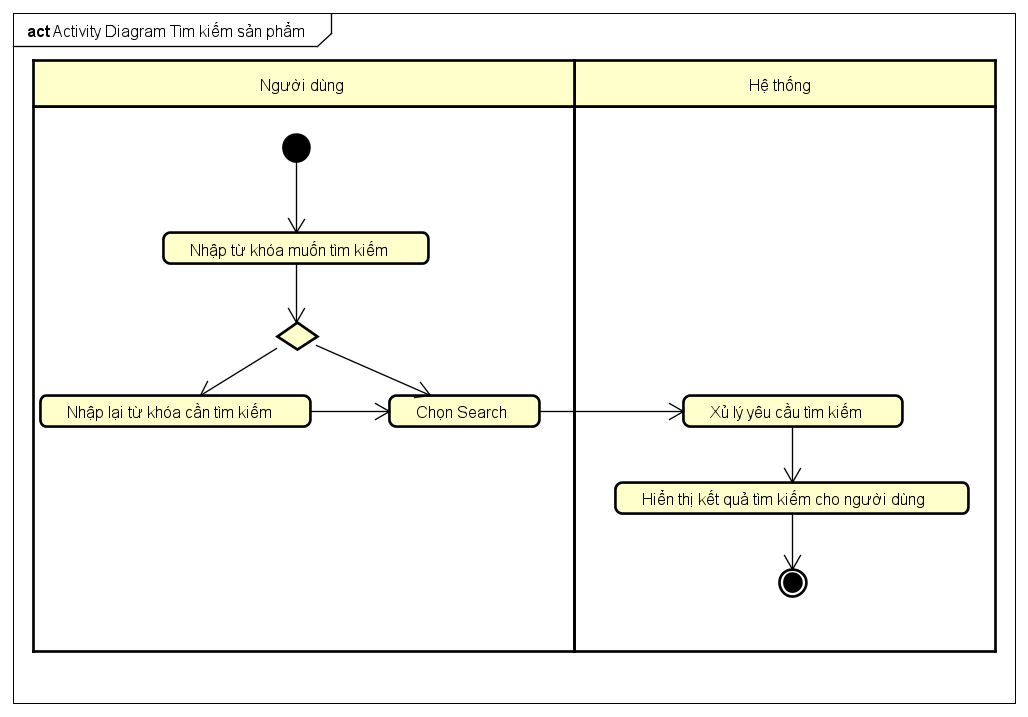 act Activity Diagram Tìm kiếm sản phẩm
Người dùng
Hệ thống
Nhập từ khóa muốn tìm kiếm
Nhập lại từ khóa cần tìm kiếm
Chọn Search
Xủ lý yêu cầu tìm kiếm
Hiển thị kết quả tìm kiếm cho người dùng